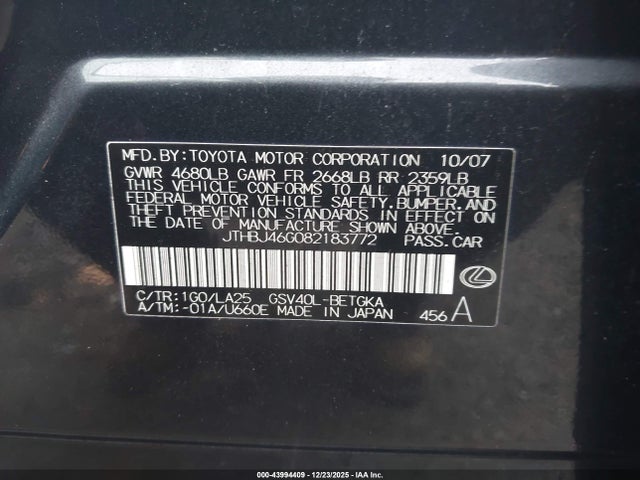 MFD.BY:TOYOTA MOTOR CORPORATION 10/07
GVWR 4680LB GAWR FR 2668LB RR 2359LB
THIS VEHICLE CONFORMS TO ALL APPLICABLE
FEDERAL MOTOR VEHICLE SAFETY,BUMPER,AND
THEFT PREVENTION STANDARDS IN EFFECT ON
THE DATE OF MANUFACTURE SHOWN ABOVE.
JTHBJ46G082183772 PASS.CAR
C/TR:1G0/LA25 GSV40L-BETGKA
A/TM:-01A/U660E MADE IN JAPAN 456 A
000-43994409 - 12/23/2025 - IAA Inc.